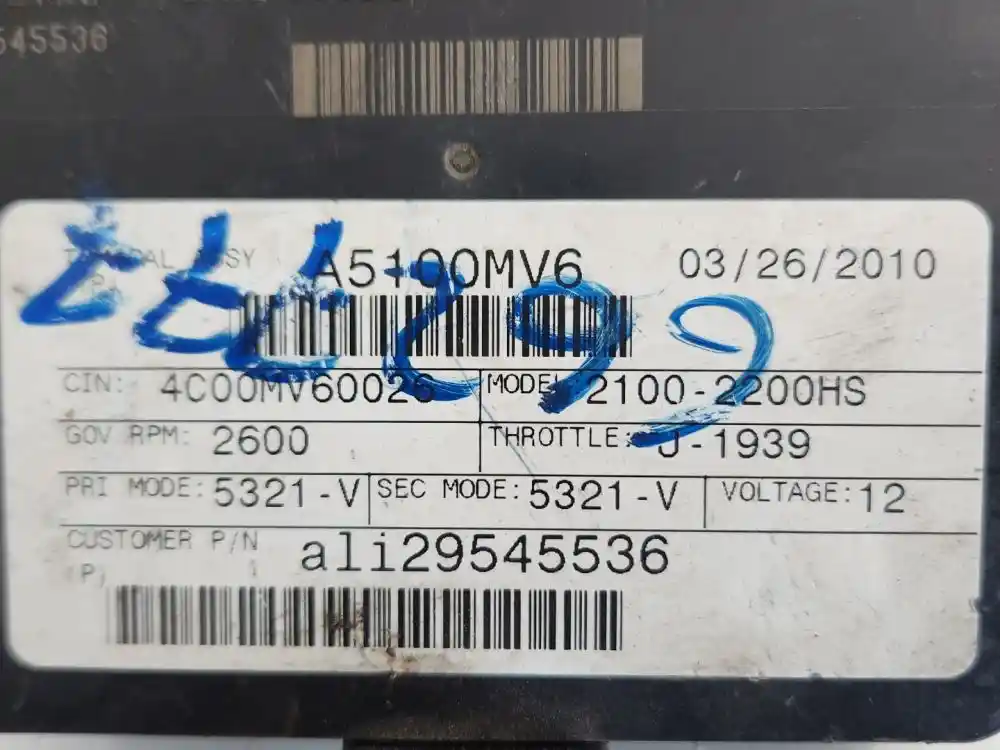 545536
A5100MV6 03/26/2010
CIN: 4C00MV60026 MODEL: 2100-2200HS
GOV RPM: 2600 THROTTLE: J-1939
PRI MODE: 5321-V SEC MODE: 5321-V VOLTAGE: 12
CUSTOMER P/N ali29545536
(P)